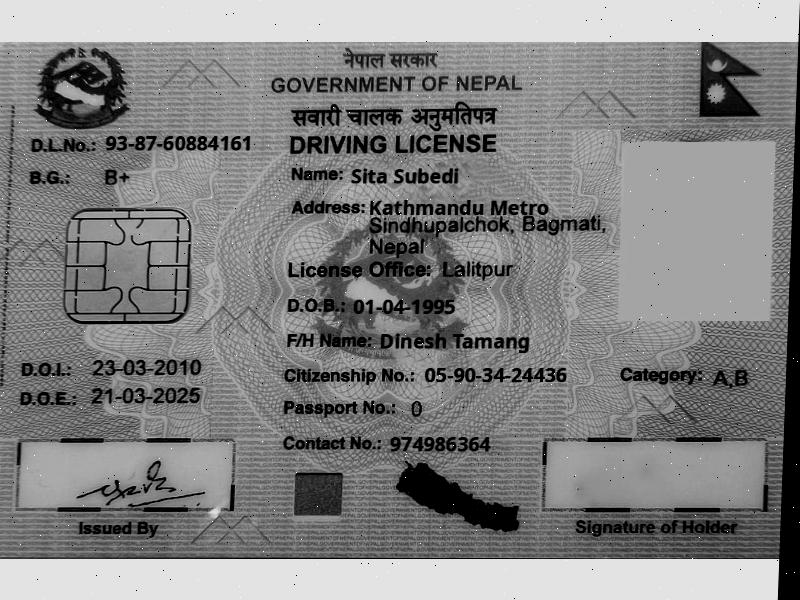 नेपाल सरकार
GOVERNMENT OF NEPAL
सवारी चालक अनुमतिपत्र
DRIVING LICENSE
D.L.No.: 93-87-60884161
B.G.: B+
Name: Sita Subedi
Address: Kathmandu Metro
Sindhupalchok, Bagmati,
Nepal
License Office: Lalitpur
D.O.B.: 01-04-1995
F/H Name: Dinesh Tamang
D.O.I.: 23-03-2010
Citizenship No.: 05-90-34-24436
Category: A,B
D.O.E.: 21-03-2025
Passport No.: 0
Contact No.: 974986364
Issued By
Signature of Holder